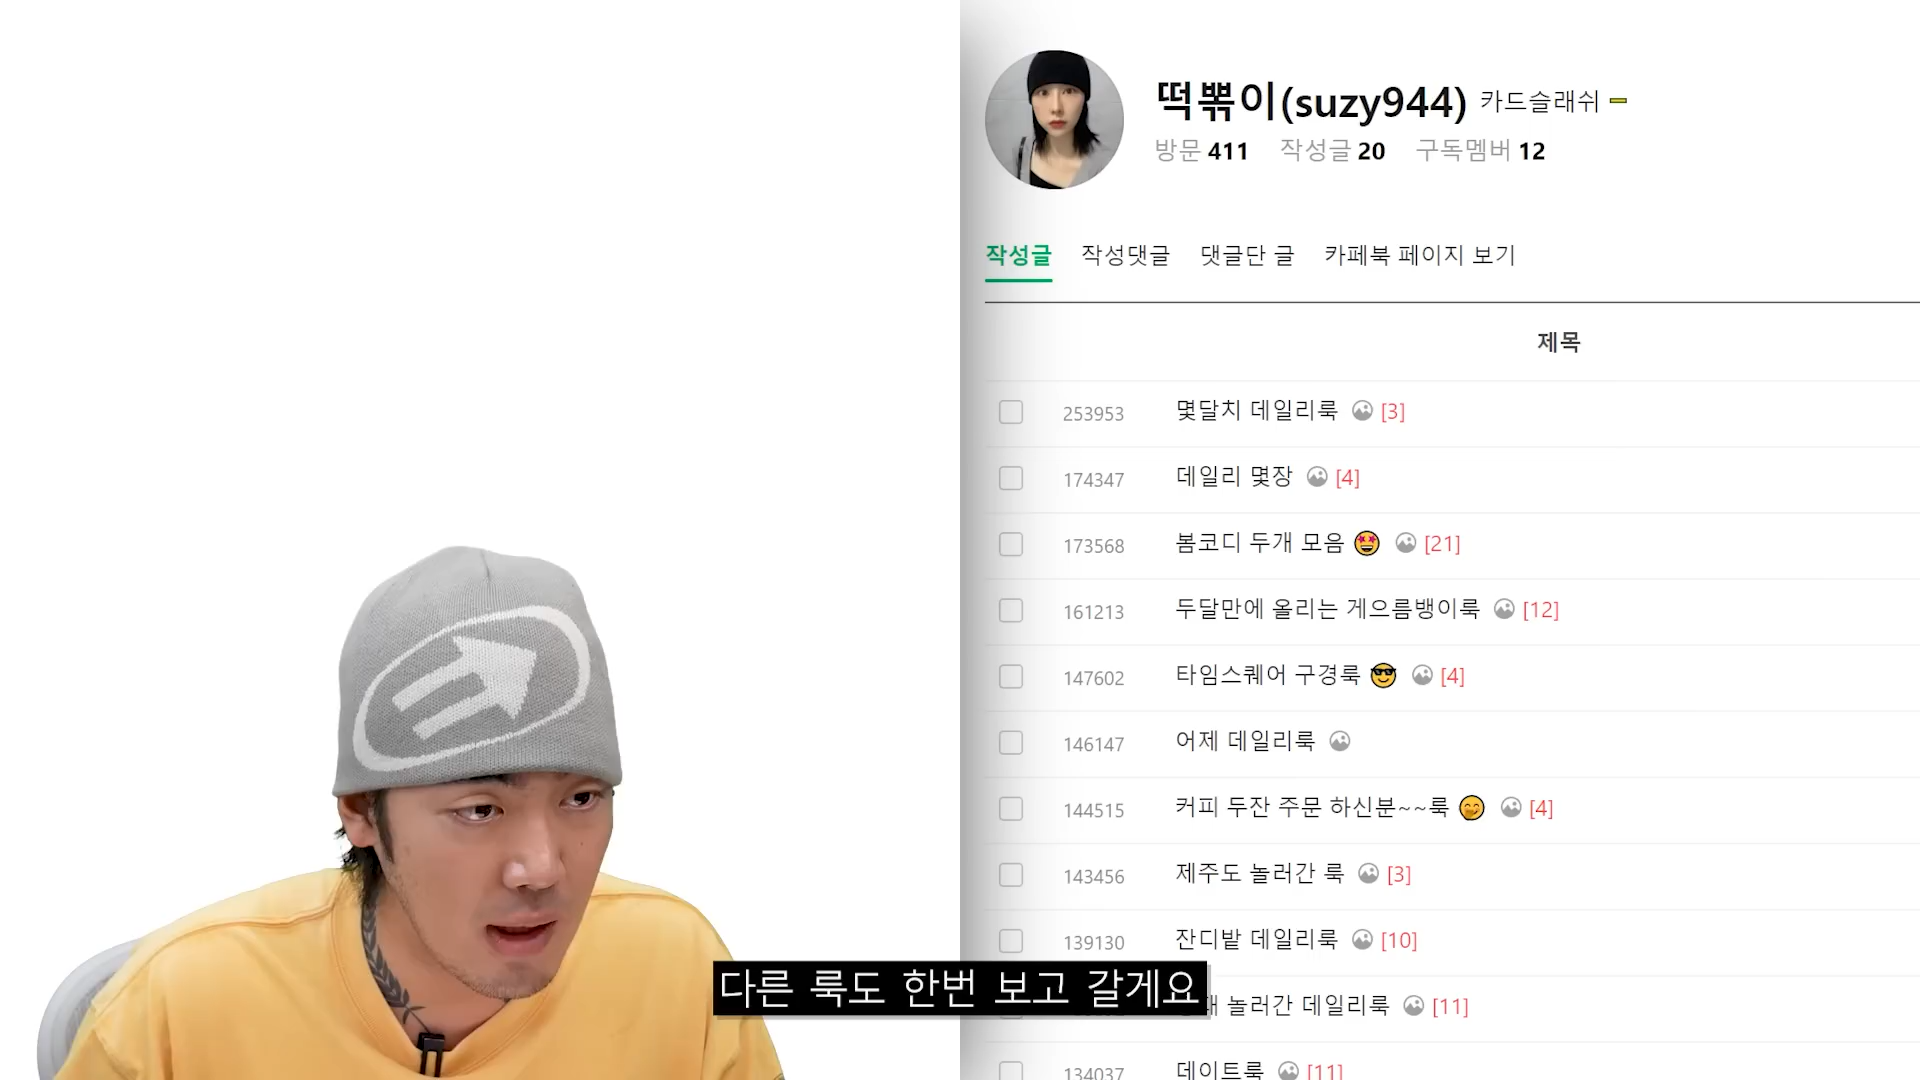 떡볶이(suzy944) 카드슬래쉬
방문 411 작성글 20 구독멤버 12
작성글 작성댓글 댓글단 글 카페북 페이지 보기
제목
253953 몇달치 데일리룩 [3]
174347 데일리 몇장 [4]
173568 봄코디 두개 모음 🤩 [21]
161213 두달만에 올리는 게으름뱅이룩 [12]
147602 타임스퀘어 구경룩 😎 [4]
146147 어제 데일리룩
144515 커피 두잔 주문 하신분~~룩 🤭 [4]
143456 제주도 놀러간 룩 [3]
139130 잔디밭 데일리룩 [10]
놀러간 데일리룩 [11]
134037 데이트룩 [11]
다른 룩도 한번 보고 갈게요